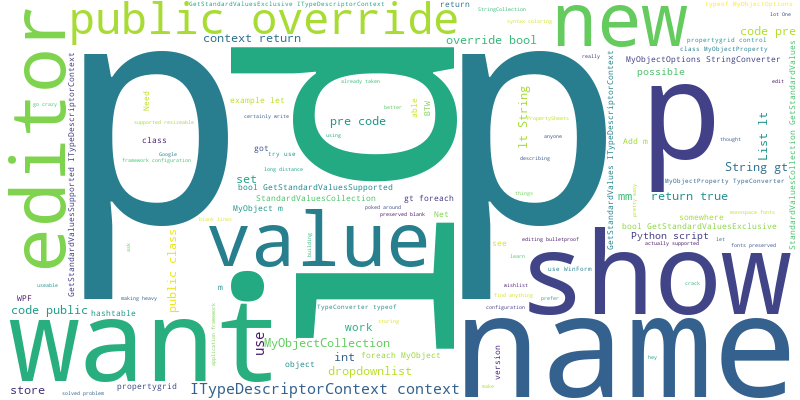 GetStandardValuesExclusive ITypeDescriptorContext
return
StringCollection
typeof MyOptions
public override
new
syntax coloring
lot One
context return
override bool
propertygrid control
code pre
class MyObjectProperty
editor
p
g
p
p
MyOptions StringConverter
possible
already taken
really
edit
go crazy
Need
example let
able
BTW
better
lt String
supported resizeable
certainly write
PropertySheets
pre code
using
anyone
Add m
List lt
thought
class
Google
framework configuration
got
try use
describing
String gt
long distance
MyObjectProperty TypeConverter
set
bool GetStandardValuesSupported
things
mm
return true
pretty easy
StandardValuesCollection
gt foreach
MyObject m
poked around
preserved blank
somewhere
monospace fonts
blank lines
Net
bool GetStandardValuesExclusive
GetStandardValuesSupported ITypeDescriptorContext
GetStandardValues ITypeDescriptorContext
StandardValuesCollection GetStandardValues
public class
value
building
see
editing bulletproof
Python script
let
actually supported
fonts preserved
ask
learn
show
use WinForm
m
wishlist
crack
WPF
making heavy
TypeConverter typeof
find anything
prefer
code public
hashtable
storing
configuration
want
it
I
name
application framework
use
work
MyObjectCollection
version
int
foreach MyObject
hey
object
dropdownlist
store
solved problem
propertygrid
ITypeDescriptorContext context
make
usefull